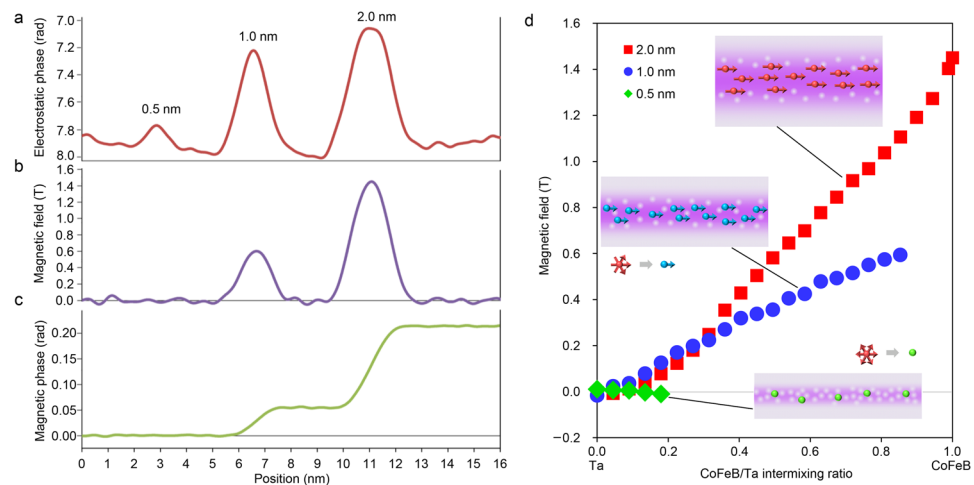 a
7.0
7.2
7.4
7.6
7.8
8.0
Electrostatic phase (rad)
0.5 nm
1.0 nm
2.0 nm
b
1.6
1.4
1.2
1.0
0.8
0.6
0.4
0.2
0.0
Magnetic field (T)
c
0.20
0.15
0.10
0.05
0.00
Magnetic phase (rad)
0 1 2 3 4 5 6 7 8 9 10 11 12 13 14 15 16
Position (nm)
d
1.6
1.4
1.2
1.0
0.8
0.6
0.4
0.2
0.0
−0.2
Magnetic field (T)
2.0 nm
1.0 nm
0.5 nm
0.0 0.2 0.4 0.6 0.8 1.0
Ta CoFeB
CoFeB/Ta intermixing ratio